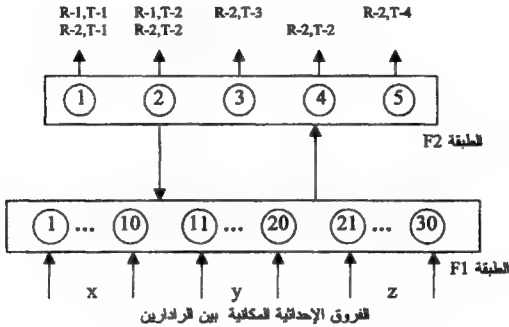 R-1,T-1 R-1,T-2 R-2,T-3 R-2,T-4
R-2,T-1 R-2,T-2 R-2,T-2
1 2 3 4 5
الطبقة F2
1 ... 10 11 ... 20 21 ... 30
الطبقة F1
x y z
الفروق الإحداثية المكانية بين الرادارين